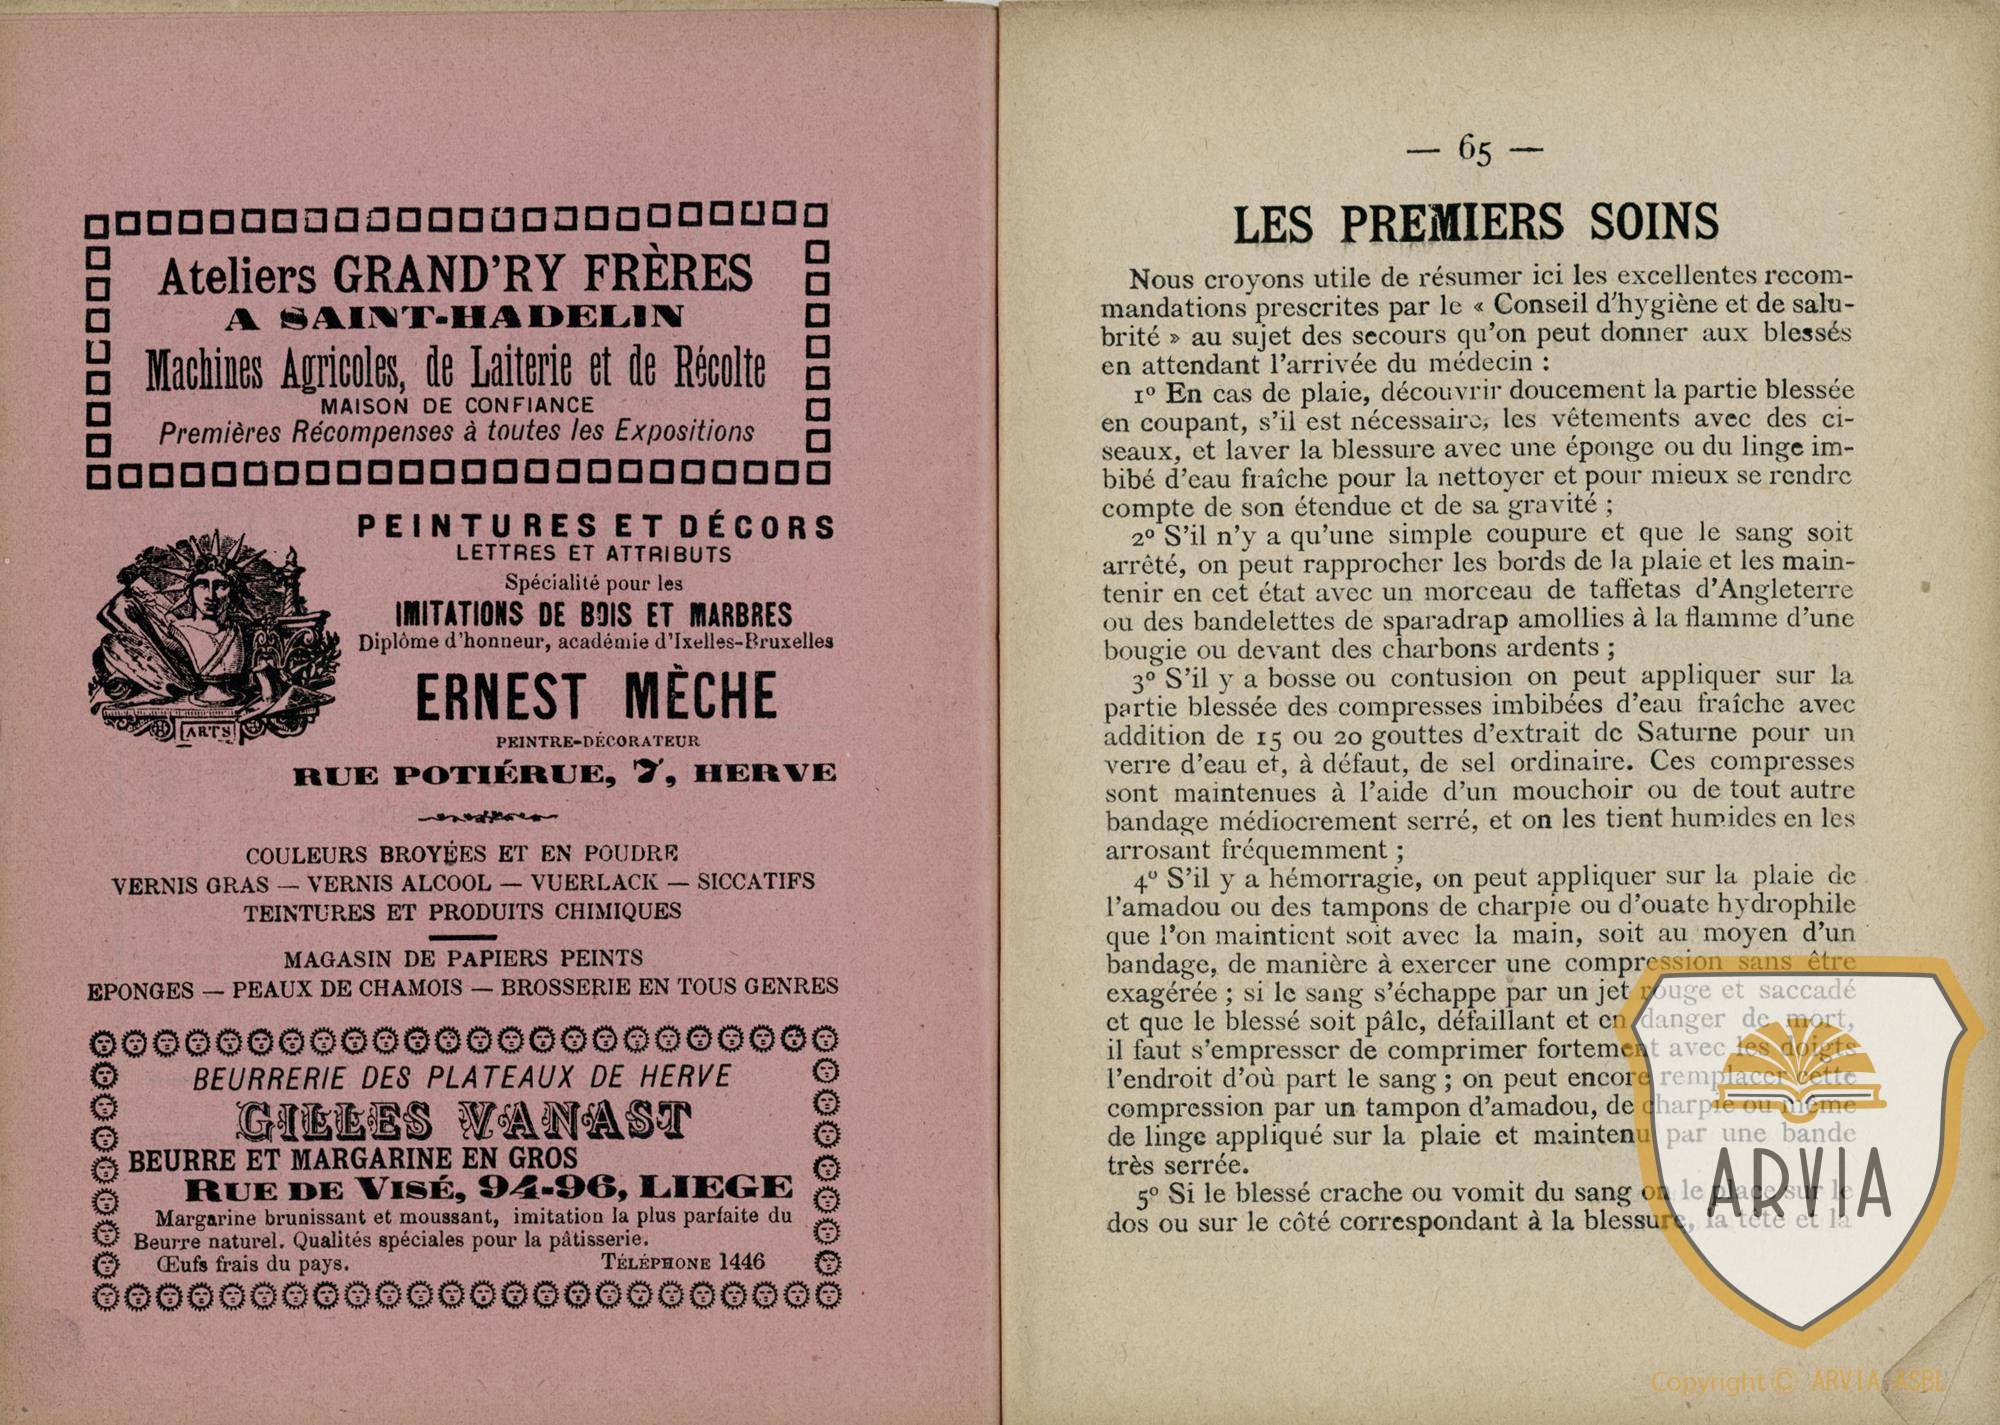 Ateliers GRAND'RY FRÈRES
A SAINT-HADELIN
Machines Agricoles, de Laiterie et de Récolte
MAISON DE CONFIANCE
Premières Récompenses à toutes les Expositions
PEINTURES ET DÉCORS
LETTRES ET ATTRIBUTS
Spécialité pour les
IMITATIONS DE BOIS ET MARBRES
Diplôme d'honneur, académie d'Ixelles-Bruxelles
ERNEST MÈCHE
PEINTRE-DÉCORATEUR
RUE POTIÉRUE, 7, HERVE
ARTS
COULEURS BROYÉES ET EN POUDRE
VERNIS GRAS — VERNIS ALCOOL — VUERLACK — SICCATIFS
TEINTURES ET PRODUITS CHIMIQUES
MAGASIN DE PAPIERS PEINTS
EPONGES — PEAUX DE CHAMOIS — BROSSERIE EN TOUS GENRES
BEURRERIE DES PLATEAUX DE HERVE
GILLES VANAST
BEURRE ET MARGARINE EN GROS
RUE DE VISÉ, 94-96, LIEGE
Margarine brunissant et moussant, imitation la plus parfaite du
Beurre naturel. Qualités spéciales pour la pâtisserie.
Œufs frais du pays. TÉLÉPHONE 1446
— 65 —
LES PREMIERS SOINS
Nous croyons utile de résumer ici les excellentes recom-
mandations prescrites par le « Conseil d'hygiène et de salu-
brité » au sujet des secours qu'on peut donner aux blessés
en attendant l'arrivée du médecin :
1º En cas de plaie, découvrir doucement la partie blessée
en coupant, s'il est nécessaire, les vêtements avec des ci-
seaux, et laver la blessure avec une éponge ou du linge im-
bibé d'eau fraîche pour la nettoyer et pour mieux se rendre
compte de son étendue et de sa gravité ;
2º S'il n'y a qu'une simple coupure et que le sang soit
arrêté, on peut rapprocher les bords de la plaie et les main-
tenir en cet état avec un morceau de taffetas d'Angleterre
ou des bandelettes de sparadrap amollies à la flamme d'une
bougie ou devant des charbons ardents ;
3º S'il y a bosse ou contusion on peut appliquer sur la
partie blessée des compresses imbibées d'eau fraîche avec
addition de 15 ou 20 gouttes d'extrait de Saturne pour un
verre d'eau et, à défaut, de sel ordinaire. Ces compresses
sont maintenues à l'aide d'un mouchoir ou de tout autre
bandage médiocrement serré, et on les tient humides en les
arrosant fréquemment ;
4º S'il y a hémorragie, on peut appliquer sur la plaie de
l'amadou ou des tampons de charpie ou d'ouate hydrophile
que l'on maintient soit avec la main, soit au moyen d'un
bandage, de manière à exercer une compression sans être
exagérée ; si le sang s'échappe par un jet rouge et saccadé
et que le blessé soit pâle, défaillant et en danger de mort,
il faut s'empresser de comprimer fortement avec les doigts
l'endroit d'où part le sang ; on peut encore remplacer cette
compression par un tampon d'amadou, de charpie ou même
de linge appliqué sur la plaie et maintenu par une bande
très serrée.
5º Si le blessé crache ou vomit du sang on le place sur le
dos ou sur le côté correspondant à la blessure, la tête et la
ARVIA
Copyright © ARVIA ASBL